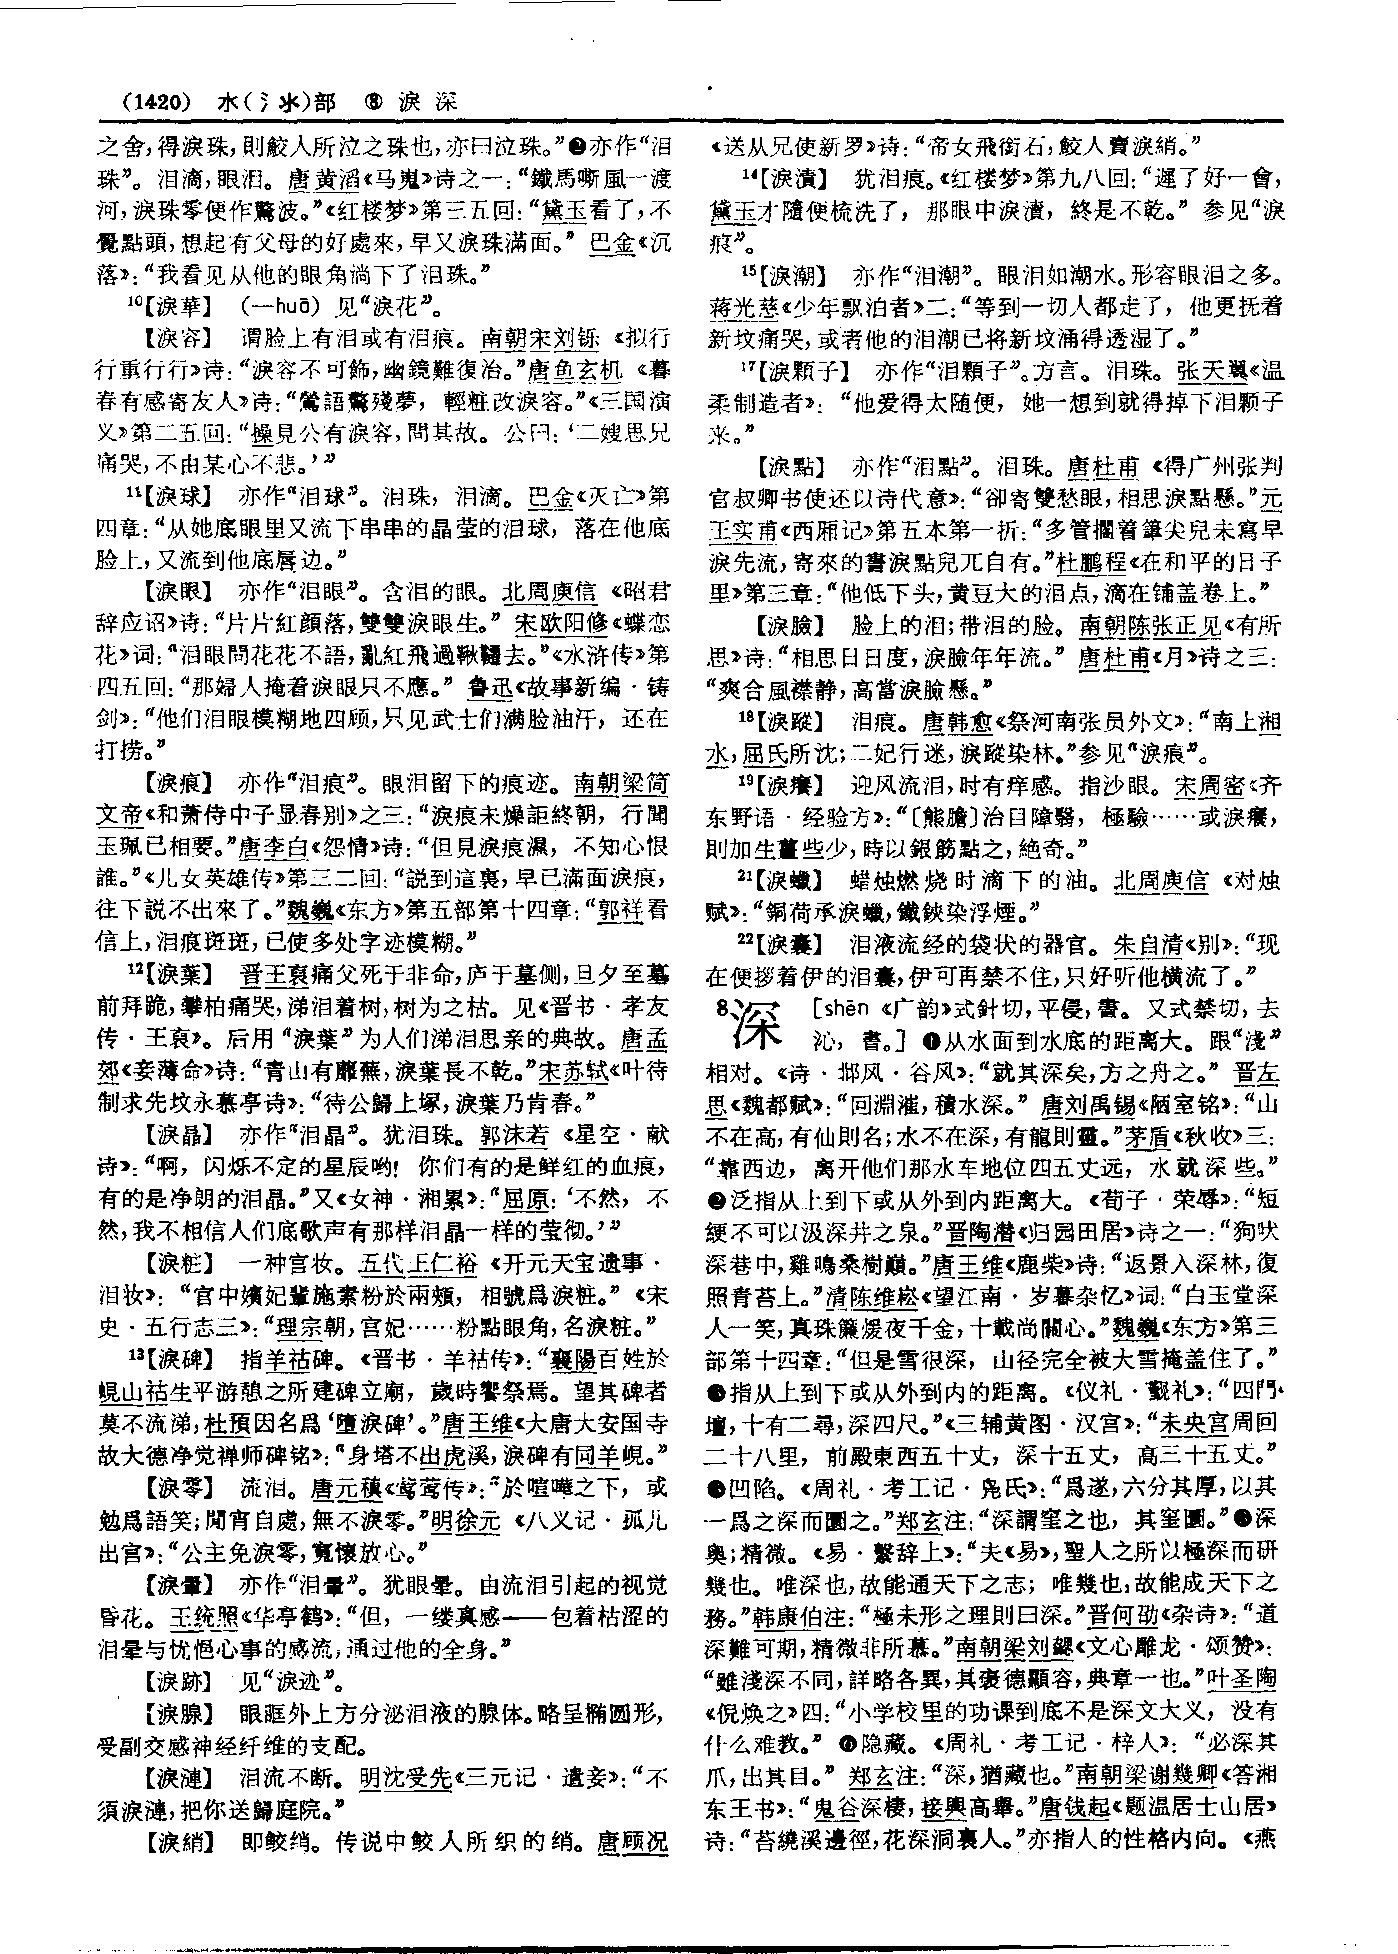 (1420) 水(氵氺)部 ⑧ 淚 深
之舍，得淚珠，則鮫人所泣之珠也，亦曰泣珠。”❷亦作“泪
珠”。泪滴，眼泪。唐黄滔《马嵬》诗之一：“鐵馬嘶風一渡
河，淚珠零便作驚波。”《红楼梦》第三五回：“黛玉看了，不
覺點頭，想起有父母的好處來，早又淚珠滿面。” 巴金《沉
落》：“我看见从他的眼角淌下了泪珠。”
¹⁰【淚華】 (一huā) 见“淚花”。
【淚容】 谓脸上有泪或有泪痕。南朝宋刘铄《拟行
行重行行》诗：“淚容不可飾，幽鏡難復治。”唐鱼玄机《暮
春有感寄友人》诗：“鶯語驚殘夢，輕粧改淚容。”《三国演
义》第二五回：“操見公有淚容，問其故。公曰：‘二嫂思兄
痛哭，不由某心不悲。’”
¹¹【淚球】 亦作“泪球”。泪珠，泪滴。巴金《灭亡》第
四章：“从她底眼里又流下串串的晶莹的泪球，落在他底
脸上，又流到他底唇边。”
【淚眼】 亦作“泪眼”。含泪的眼。北周庾信《昭君
辞应诏》诗：“片片紅顔落，雙雙淚眼生。” 宋欧阳修《蝶恋
花》词：“泪眼問花花不語，亂紅飛過鞦韆去。”《水浒传》第
四五回：“那婦人掩着淚眼只不應。” 鲁迅《故事新编·铸
剑》：“他们泪眼模糊地四顾，只见武士们满脸油汗，还在
打捞。”
【淚痕】 亦作“泪痕”。眼泪留下的痕迹。南朝梁简
文帝《和萧侍中子显春别》之三：“淚痕未燥詎終朝，行聞
玉珮已相要。”唐李白《怨情》诗：“但見淚痕濕，不知心恨
誰。”《儿女英雄传》第三二回：“説到這裏，早已滿面淚痕，
往下説不出來了。”魏巍《东方》第五部第十四章：“郭祥看
信上，泪痕斑斑，已使多处字迹模糊。”
¹²【淚葉】 晋王裒痛父死于非命，庐于墓侧，旦夕至墓
前拜跪，攀柏痛哭，涕泪着树，树为之枯。见《晋书·孝友
传·王裒》。后用“淚葉”为人们涕泪思亲的典故。唐孟
郊《妾薄命》诗：“青山有蘼蕪，淚葉長不乾。”宋苏轼《叶待
制求先坟永慕亭诗》：“待公歸上塚，淚葉乃肯春。”
【淚晶】 亦作“泪晶”。犹泪珠。郭沫若《星空·献
诗》：“啊，闪烁不定的星辰哟！你们有的是鲜红的血痕，
有的是净朗的泪晶。”又《女神·湘累》：“屈原：‘不然，不
然，我不相信人们底歌声有那样泪晶一样的莹彻。’”
【淚粧】 一种宫妆。五代王仁裕《开元天宝遗事·
泪妆》：“宫中嬪妃輩施素粉於兩頰，相號爲淚粧。”《宋
史·五行志三》：“理宗朝，宫妃……粉點眼角，名淚粧。”
¹³【淚碑】 指羊祜碑。《晋书·羊祜传》：“襄陽百姓於
峴山祜生平游憩之所建碑立廟，歲時饗祭焉。望其碑者
莫不流涕，杜預因名爲‘墮淚碑’。”唐王维《大唐大安国寺
故大德净觉禅师碑铭》：“身塔不出虎溪，淚碑有同羊峴。”
【淚零】 流泪。唐元稹《莺莺传》：“於喧嘩之下，或
勉爲語笑；閒宵自處，無不淚零。”明徐元《八义记·孤儿
出宫》：“公主免淚零，寬懷放心。”
【淚暈】 亦作“泪暈”。犹眼晕。由流泪引起的视觉
昏花。王统照《华亭鹤》：“但，一缕真感——包着枯涩的
泪晕与忧悒心事的感流，通过他的全身。”
【淚跡】 见“淚迹”。
【淚腺】 眼眶外上方分泌泪液的腺体。略呈椭圆形，
受副交感神经纤维的支配。
【淚漣】 泪流不断。明沈受先《三元记·遣妾》：“不
須淚漣，把你送歸庭院。”
【淚綃】 即鲛绡。传说中鲛人所织的绡。唐顾况
《送从兄使新罗》诗：“帝女飛銜石，鮫人賣淚綃。”
¹⁴【淚漬】 犹泪痕。《红楼梦》第九八回：“遲了好一會，
黛玉才隨便梳洗了，那眼中淚漬，終是不乾。”参见“淚
痕”。
¹⁵【淚潮】 亦作“泪潮”。眼泪如潮水。形容眼泪之多。
蒋光慈《少年飘泊者》二：“等到一切人都走了，他更抚着
新坟痛哭，或者他的泪潮已将新坟涌得透湿了。”
¹⁷【淚顆子】 亦作“泪顆子”。方言。泪珠。张天翼《温
柔制造者》：“他爱得太随便，她一想到就得掉下泪颗子
来。”
【淚點】 亦作“泪點”。泪珠。唐杜甫《得广州张判
官叔卿书使还以诗代意》：“卻寄雙愁眼，相思淚點懸。”元
王实甫《西厢记》第五本第一折：“多管擱着筆尖兒未寫早
淚先流，寄來的書淚點兒兀自有。”杜鹏程《在和平的日子
里》第三章：“他低下头，黄豆大的泪点，滴在铺盖卷上。”
【淚臉】 脸上的泪；带泪的脸。南朝陈张正见《有所
思》诗：“相思日日度，淚臉年年流。” 唐杜甫《月》诗之三：
“爽合風襟静，高當淚臉懸。”
¹⁸【淚蹤】 泪痕。唐韩愈《祭河南张员外文》：“南上湘
水，屈氏所沈；二妃行迷，淚蹤染林。”参见“淚痕”。
¹⁹【淚癢】 迎风流泪，时有痒感。指沙眼。宋周密《齐
东野语·经验方》：“〔熊膽〕治目障翳，極驗……或淚癢，
則加生薑些少，時以銀筯點之，絶奇。”
²¹【淚蠟】 蜡烛燃烧时滴下的油。北周庾信《对烛
赋》：“銅荷承淚蠟，鐵鋏染浮煙。”
²²【淚囊】 泪液流经的袋状的器官。朱自清《别》：“现
在便拶着伊的泪囊，伊可再禁不住，只好听他横流了。”
⁸深 [shēn 《广韵》式針切，平侵，書。又式禁切，去
沁，書。] ❶从水面到水底的距离大。跟“淺”
相对。《诗·邶风·谷风》：“就其深矣，方之舟之。” 晋左
思《魏都赋》：“回淵漼，積水深。” 唐刘禹锡《陋室铭》：“山
不在高，有仙則名；水不在深，有龍則靈。”茅盾《秋收》三：
“靠西边，离开他们那水车地位四五丈远，水就深些。”
❷泛指从上到下或从外到内距离大。《荀子·荣辱》：“短
綆不可以汲深井之泉。”晋陶潜《归园田居》诗之一：“狗吠
深巷中，雞鳴桑樹巔。”唐王维《鹿柴》诗：“返景入深林，復
照青苔上。”清陈维崧《望江南·岁暮杂忆》词：“白玉堂深
人一笑，真珠簾煖夜千金，十載尚關心。”魏巍《东方》第三
部第十四章：“但是雪很深，山径完全被大雪掩盖住了。”
❸指从上到下或从外到内的距离。《仪礼·觐礼》：“四門，
壇，十有二尋，深四尺。”《三辅黄图·汉宫》：“未央宫周回
二十八里，前殿東西五十丈，深十五丈，高三十五丈。”
❹凹陷。《周礼·考工记·凫氏》：“爲遂，六分其厚，以其
一爲之深而圜之。”郑玄注：“深謂窐之也，其窐圜。”❺深
奥；精微。《易·繫辞上》：“夫《易》，聖人之所以極深而研
幾也。唯深也，故能通天下之志；唯幾也，故能成天下之
務。”韩康伯注：“極未形之理則曰深。”晋何劭《杂诗》：“道
深難可期，精微非所慕。”南朝梁刘勰《文心雕龙·颂赞》：
“雖淺深不同，詳略各異，其褒德顯容，典章一也。”叶圣陶
《倪焕之》四：“小学校里的功课到底不是深文大义，没有
什么难教。” ❻隐藏。《周礼·考工记·梓人》：“必深其
爪，出其目。” 郑玄注：“深，猶藏也。”南朝梁谢幾卿《答湘
东王书》：“鬼谷深棲，接輿高舉。”唐钱起《题温居士山居》
诗：“苔繞溪邊徑，花深洞裏人。”亦指人的性格内向。《燕